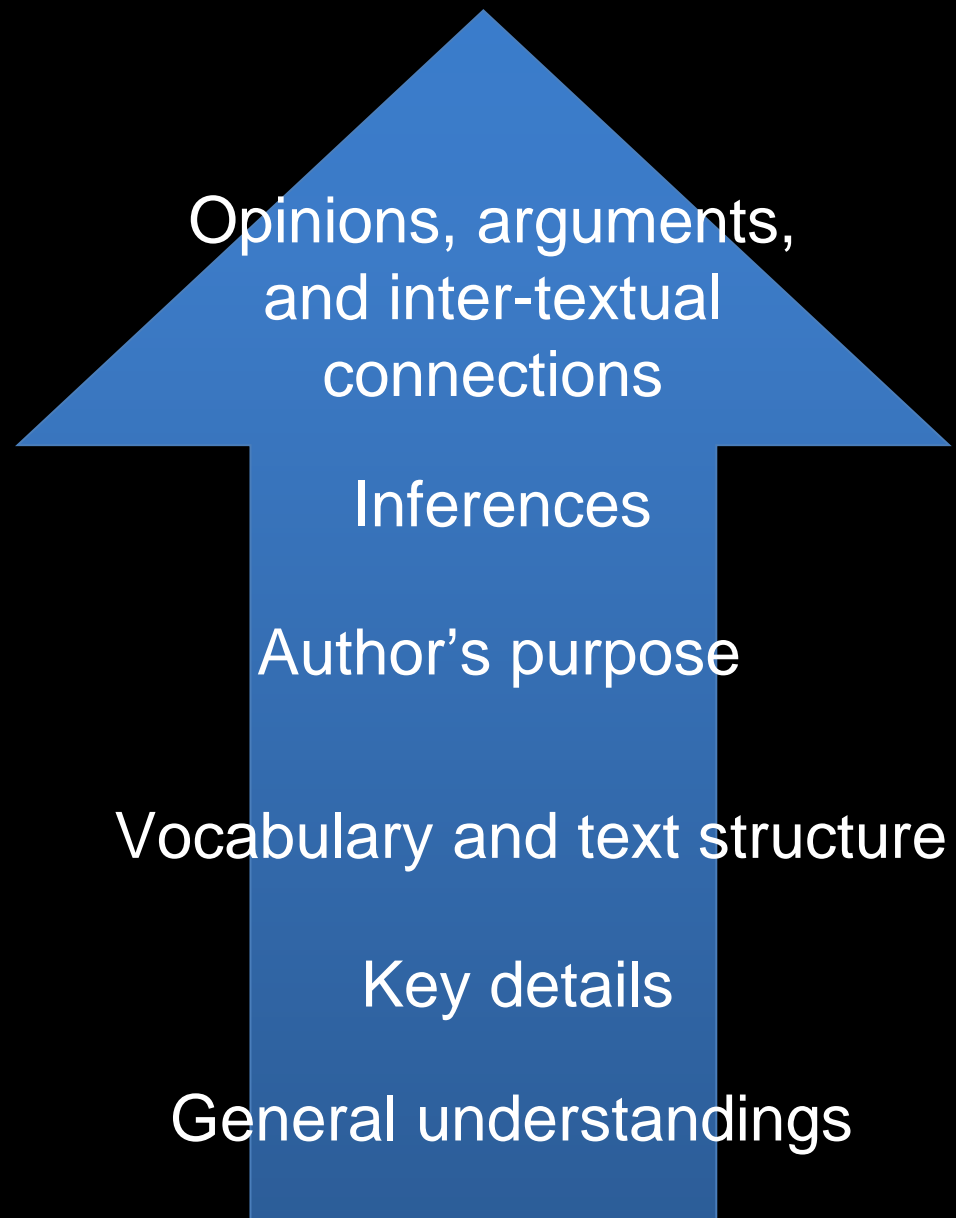 Opinions, arguments,
and inter-textual
connections
Inferences
Author’s purpose
Vocabulary and text structure
Key details
General understandings